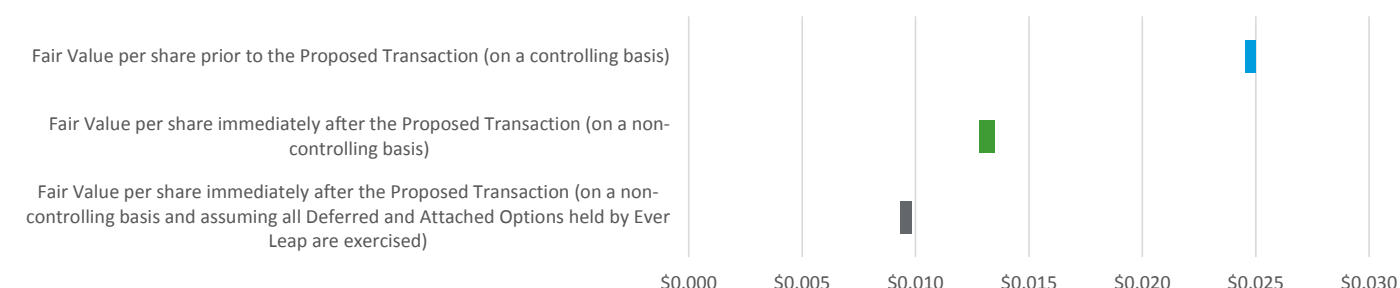 Fair Value per share prior to the Proposed Transaction (on a controlling basis)
Fair Value per share immediately after the Proposed Transaction (on a non-
controlling basis)
Fair Value per share immediately after the Proposed Transaction (on a non-
controlling basis and assuming all Deferred and Attached Options held by Ever
Leap are exercised)
$0.000 $0.005 $0.010 $0.015 $0.020 $0.025 $0.030